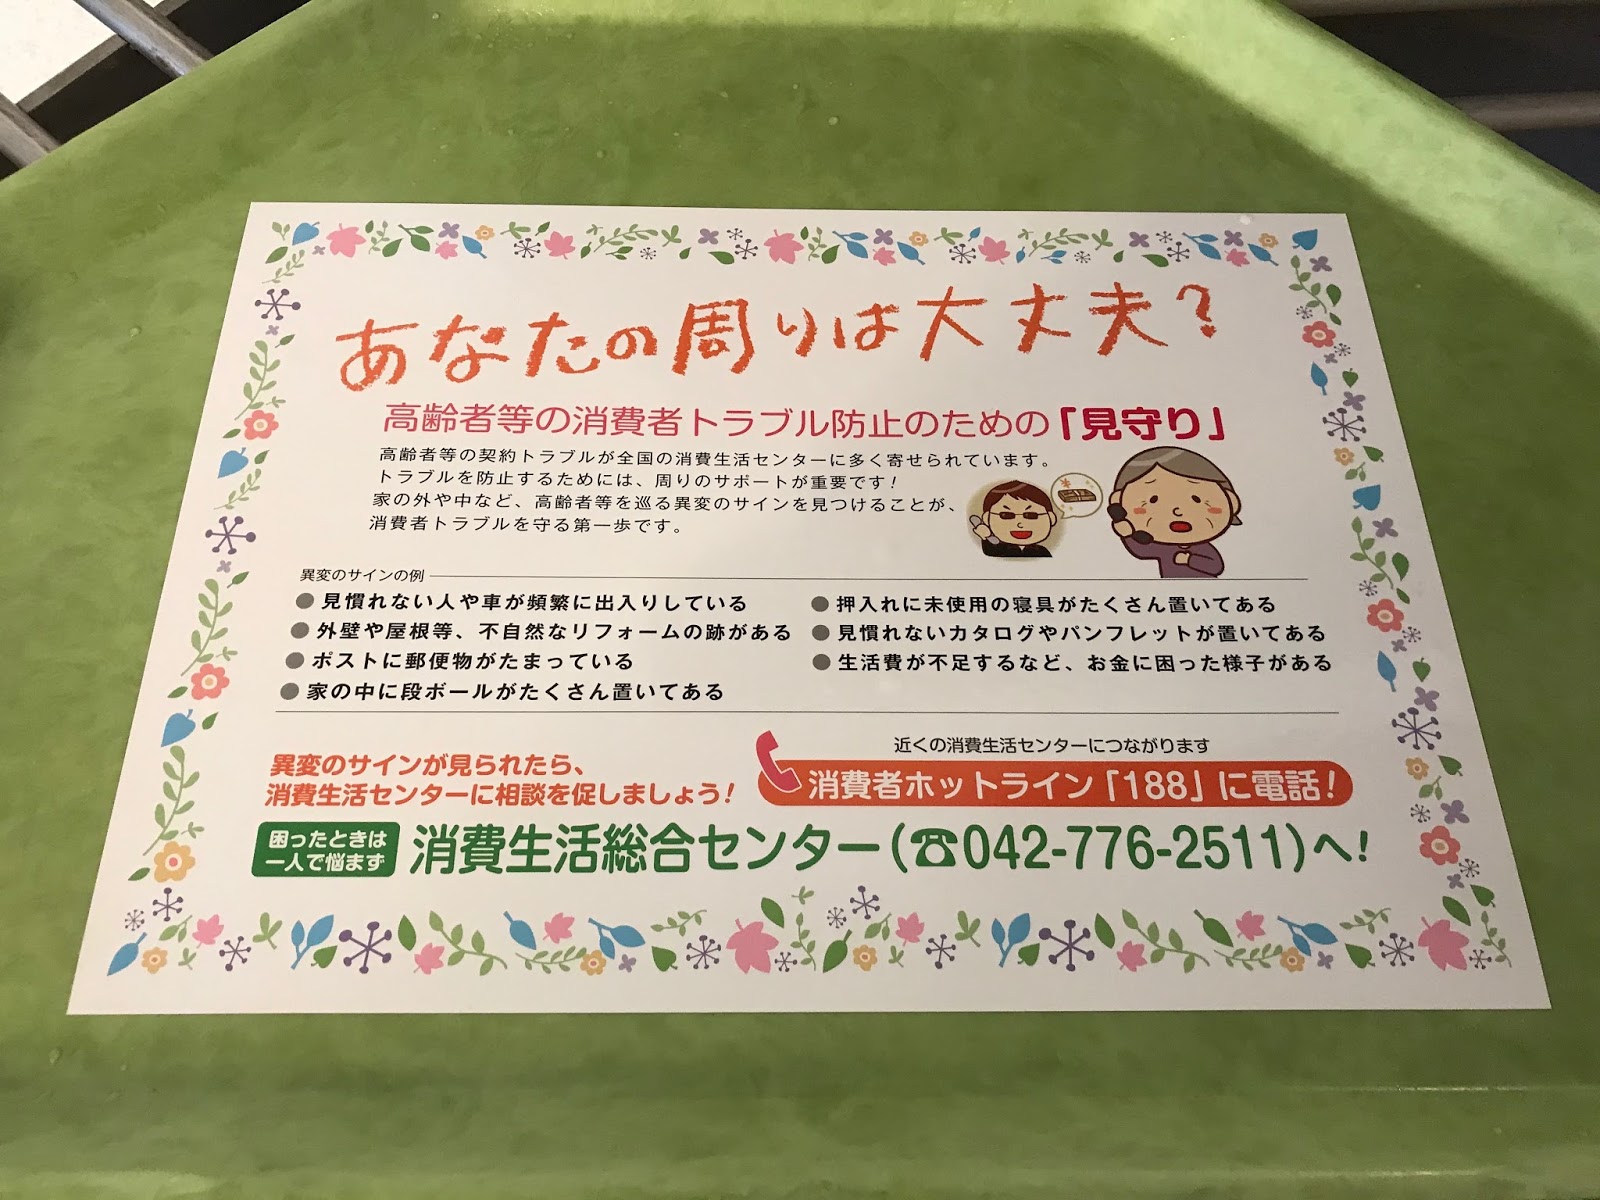 あなたの周りは大丈夫?
高齢者等の消費者トラブル防止のための「見守り」
高齢者等の契約トラブルが全国の消費生活センターに多く寄せられています。
トラブルを防止するためには、周りのサポートが重要です!
家の外や中など、高齢者等を巡る異変のサインを見つけることが、
消費者トラブルを守る第一歩です。
¥
異変のサインの例
●見慣れない人や車が頻繁に出入りしている
●外壁や屋根等、不自然なリフォームの跡がある
●ポストに郵便物がたまっている
●家の中に段ボールがたくさん置いてある
●押入れに未使用の寝具がたくさん置いてある
●見慣れないカタログやパンフレットが置いてある
●生活費が不足するなど、お金に困った様子がある
異変のサインが見られたら、
消費生活センターに相談を促しましょう!
近くの消費生活センターにつながります
消費者ホットライン「188」に電話!
困ったときは
一人で悩まず
消費生活総合センター(☎042-776-2511)へ!